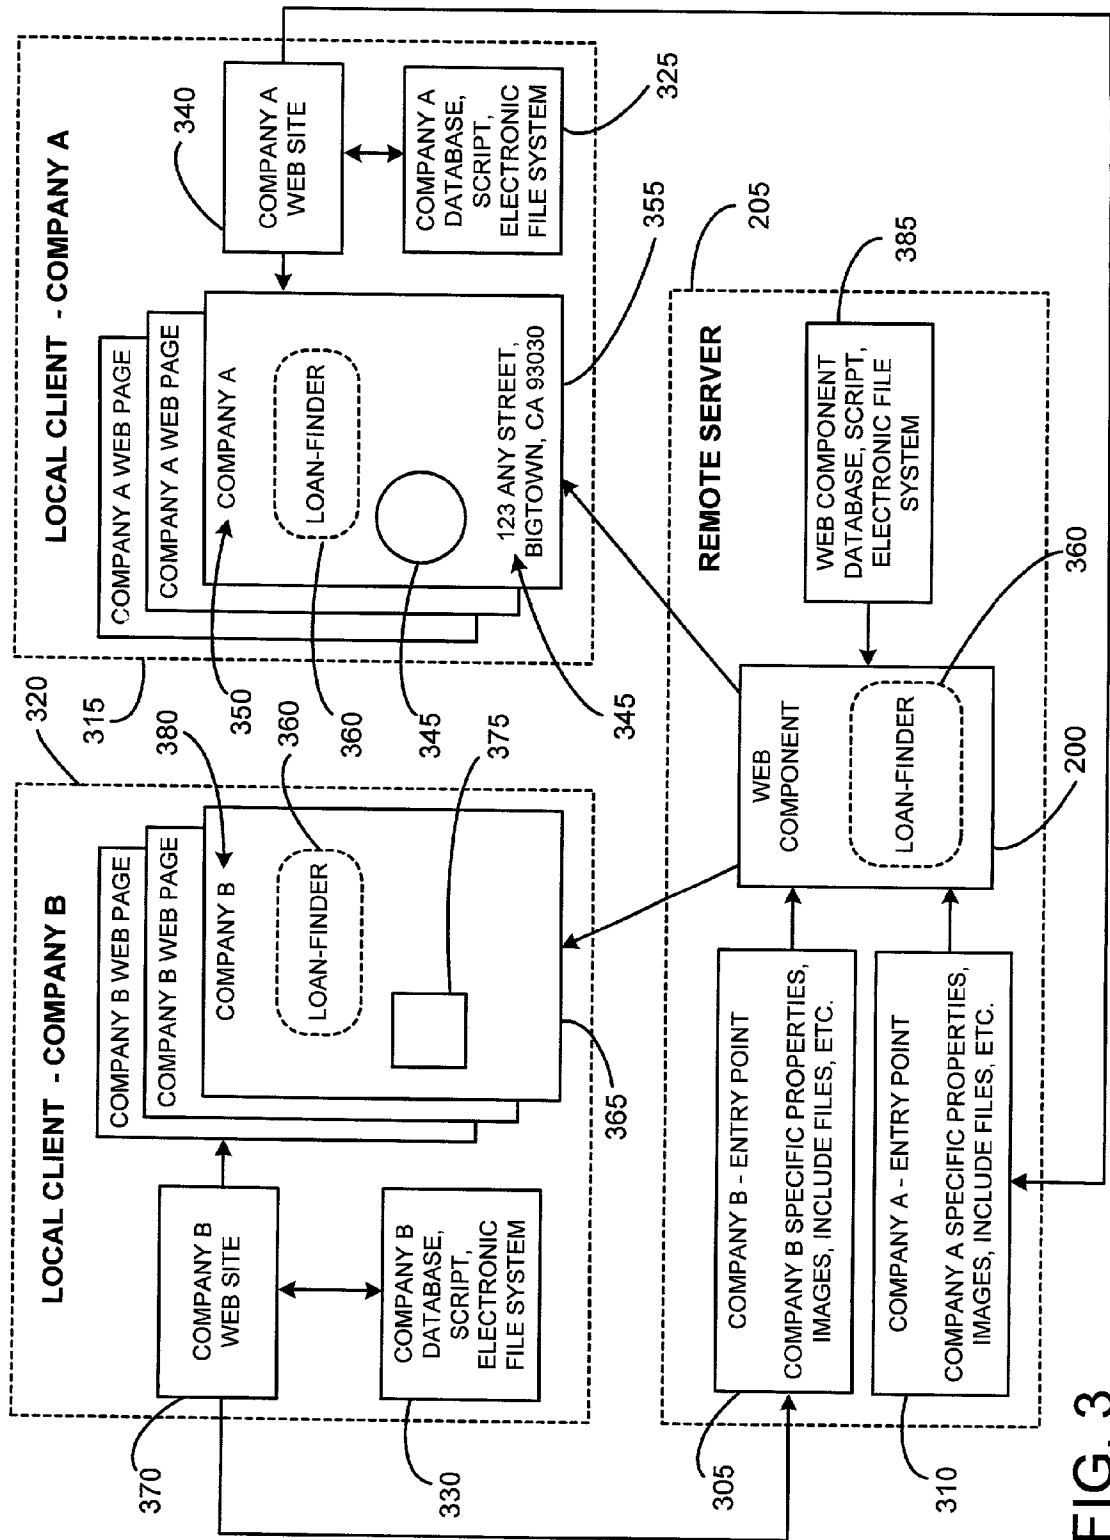 LOCAL CLIENT - COMPANY B
320
370
COMPANY B
WEB SITE
330
COMPANY B
DATABASE,
SCRIPT,
ELECTRONIC
FILE SYSTEM
COMPANY B WEB PAGE
COMPANY B WEB PAGE
COMPANY B
380
LOAN-FINDER
360
375
365
LOCAL CLIENT - COMPANY A
315
COMPANY A WEB PAGE
COMPANY A WEB PAGE
COMPANY A
350
LOAN-FINDER
360
345
123 ANY STREET,
BIGTOWN, CA 93030
345
355
340
COMPANY A
WEB SITE
COMPANY A
DATABASE,
SCRIPT,
ELECTRONIC
FILE SYSTEM
325
REMOTE SERVER
205
305
COMPANY B - ENTRY POINT
COMPANY B SPECIFIC PROPERTIES,
IMAGES, INCLUDE FILES, ETC.
310
COMPANY A - ENTRY POINT
COMPANY A SPECIFIC PROPERTIES,
IMAGES, INCLUDE FILES, ETC.
WEB
COMPONENT
LOAN-FINDER
200
360
WEB COMPONENT
DATABASE, SCRIPT,
ELECTRONIC FILE
SYSTEM
385
FIG. 3